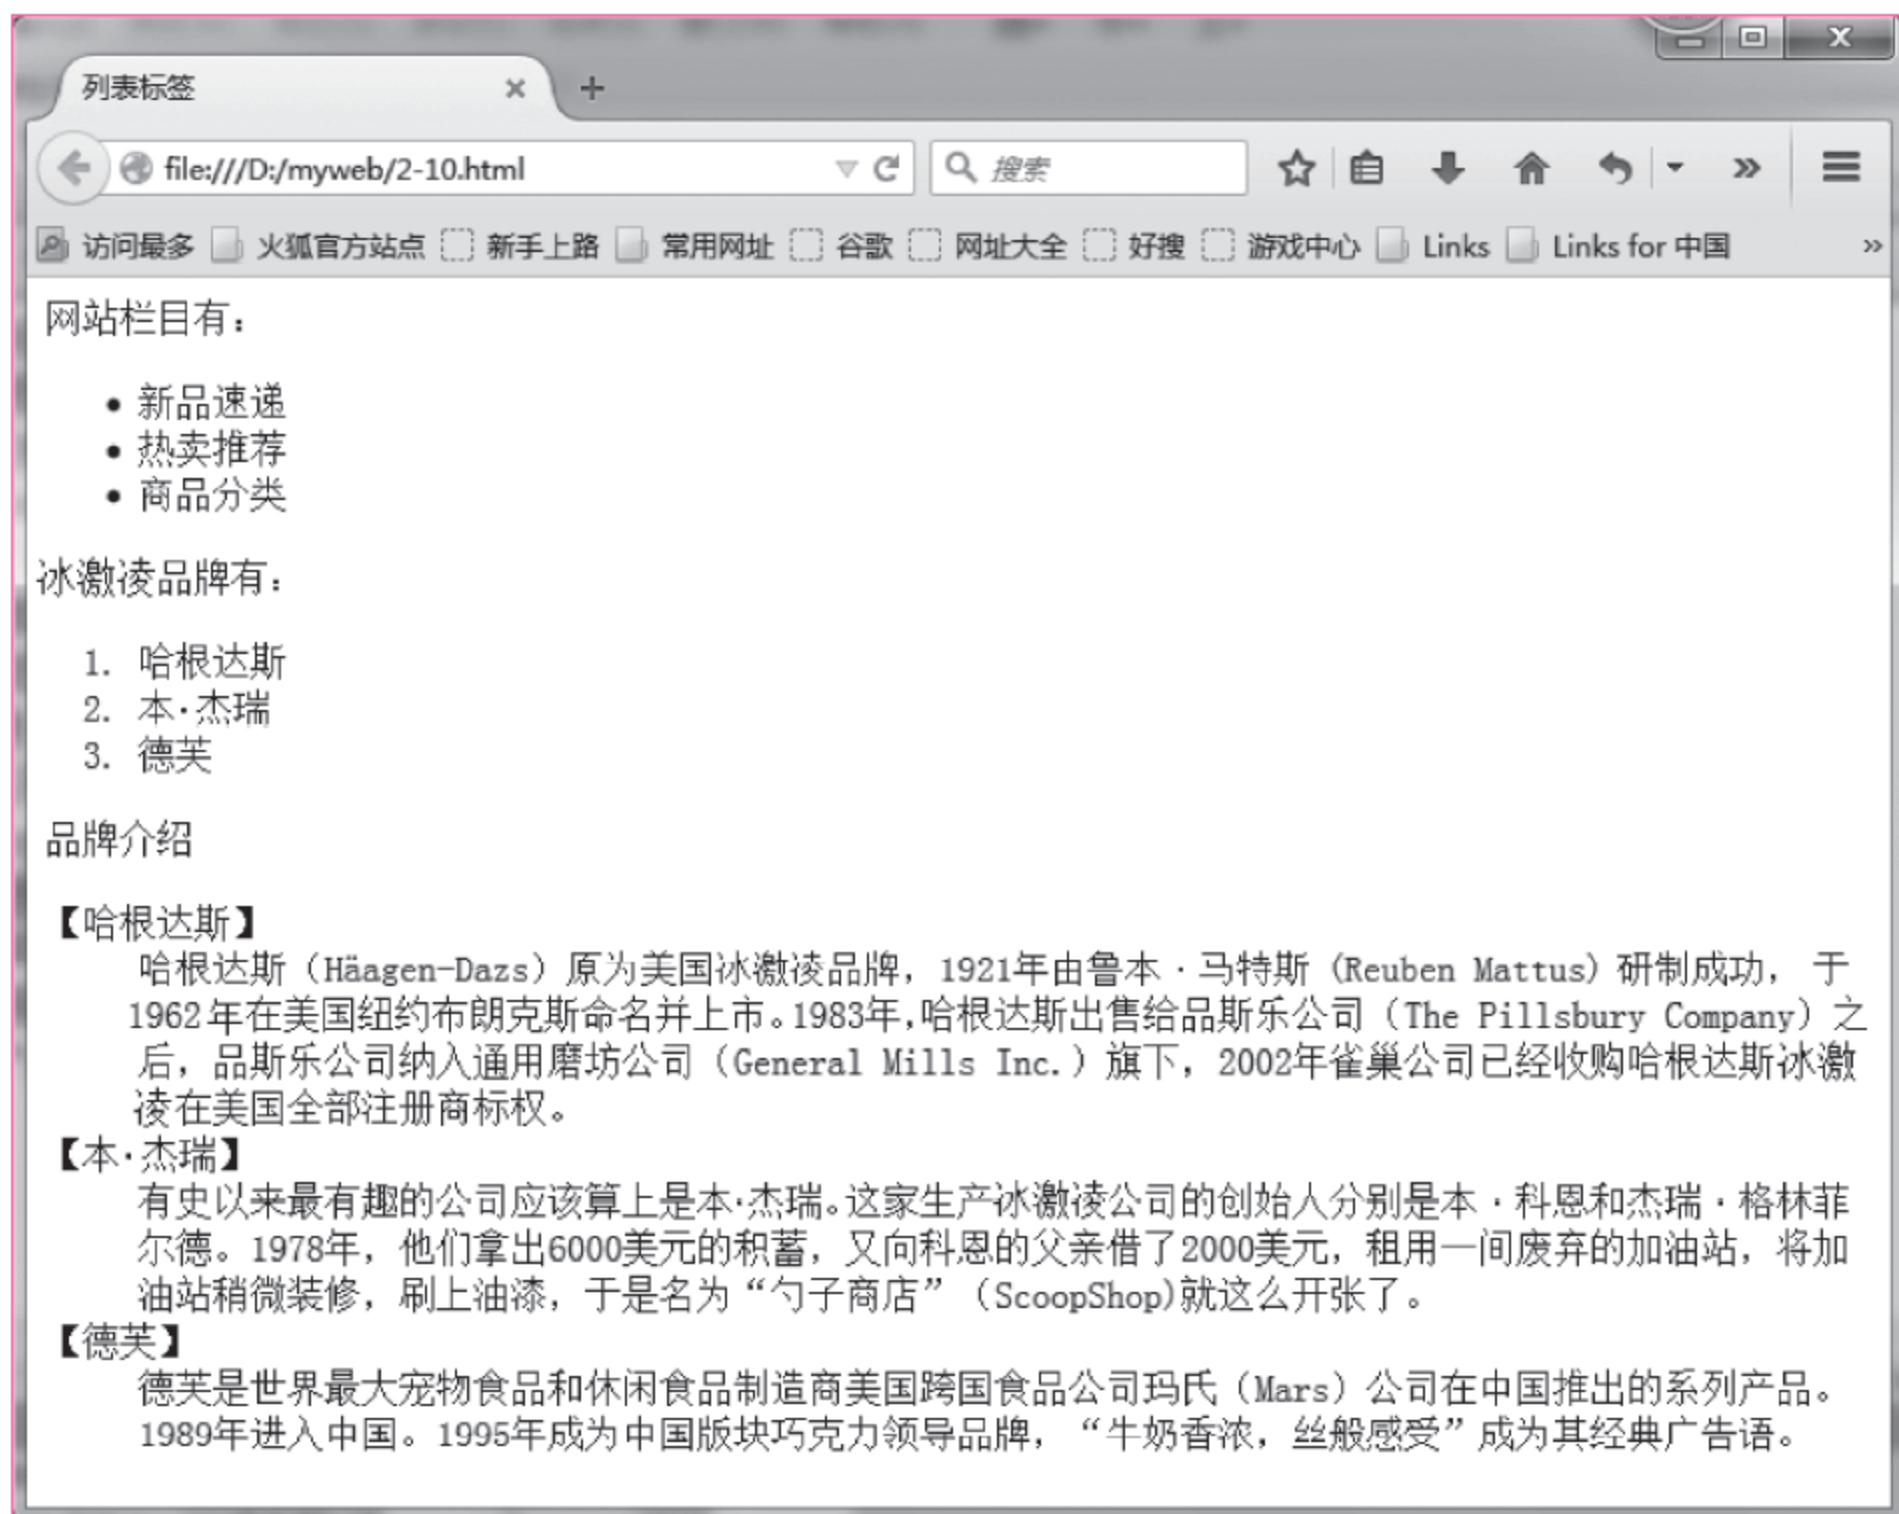 列表标签
file:///D:/myweb/2-10.html
搜索
访问最多 火狐官方站点 新手上路 常用网址 谷歌 网址大全 好搜 游戏中心 Links Links for 中国
网站栏目有：
• 新品速递
• 热卖推荐
• 商品分类
冰激凌品牌有：
1. 哈根达斯
2. 本·杰瑞
3. 德芙
品牌介绍
【哈根达斯】
哈根达斯（Häagen-Dazs）原为美国冰激凌品牌，1921年由鲁本·马特斯（Reuben Mattus）研制成功，于
1962年在美国纽约布朗克斯命名并上市。1983年，哈根达斯出售给品斯乐公司（The Pillsbury Company）之
后，品斯乐公司纳入通用磨坊公司（General Mills Inc.）旗下，2002年雀巢公司已经收购哈根达斯冰激
凌在美国全部注册商标权。
【本·杰瑞】
有史以来最有趣的公司应该算上是本·杰瑞。这家生产冰激凌公司的创始人分别是本·科恩和杰瑞·格林菲
尔德。1978年，他们拿出6000美元的积蓄，又向科恩的父亲借了2000美元，租用一间废弃的加油站，将加
油站稍微装修，刷上油漆，于是名为“勺子商店”（ScoopShop)就这么开张了。
【德芙】
德芙是世界最大宠物食品和休闲食品制造商美国跨国食品公司玛氏（Mars）公司在中国推出的系列产品。
1989年进入中国。1995年成为中国版块巧克力领导品牌，“牛奶香浓，丝般感受”成为其经典广告语。